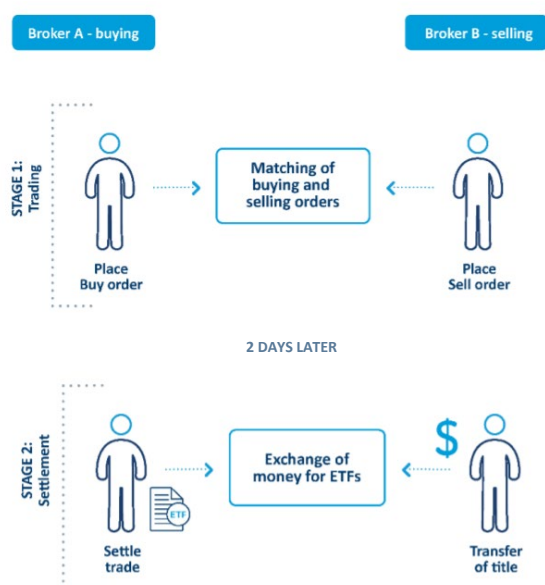 Broker A - buying
Broker B - selling
STAGE 1:
Trading
Matching of
buying and
selling orders
Place
Buy order
Place
Sell order
2 DAYS LATER
STAGE 2:
Settlement
$
Exchange of
money for ETFs
ETF
Settle
trade
Transfer
of title